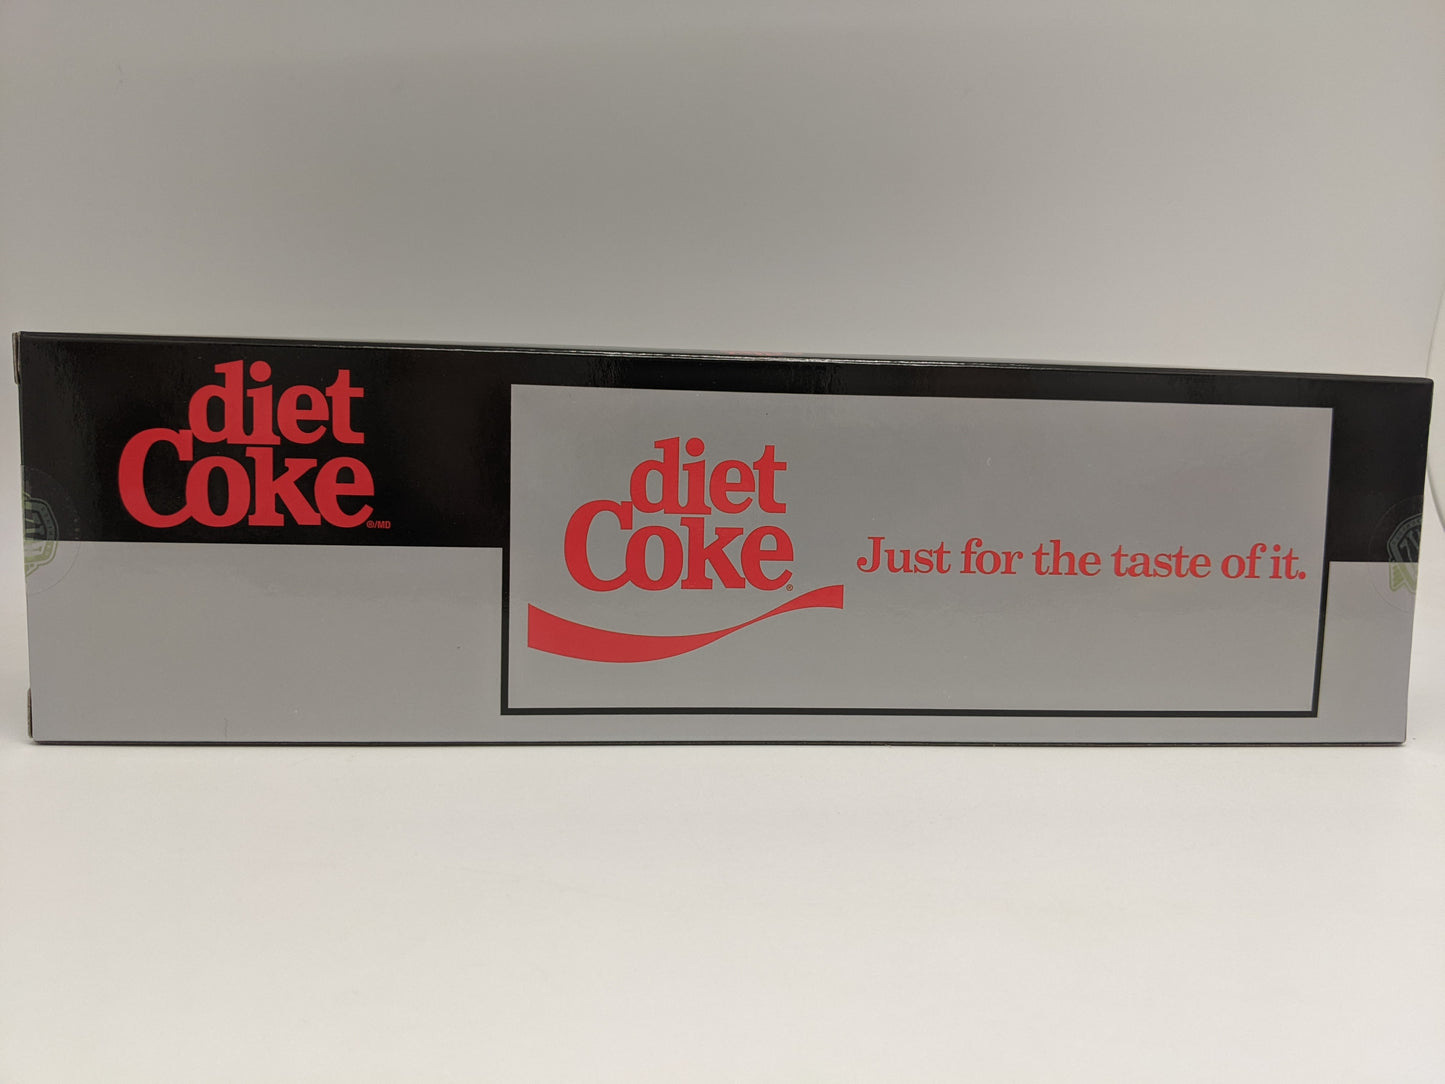 diet
Coke
®/MD
diet
Coke
®
Just for the taste of it.